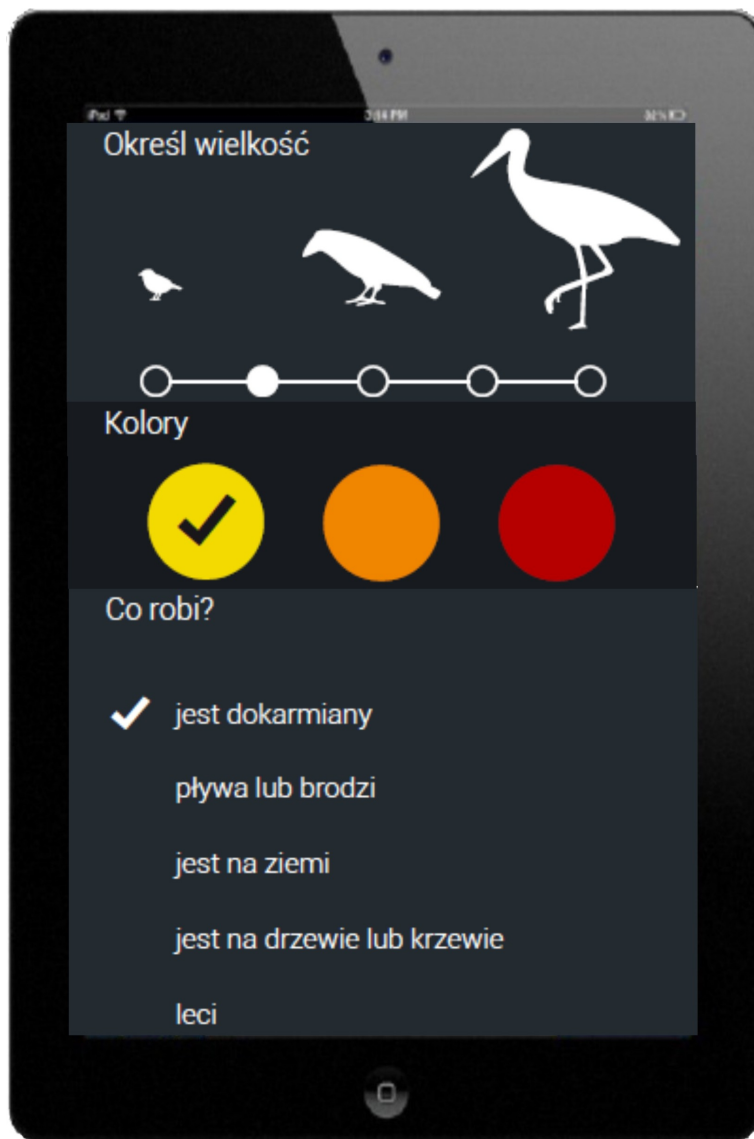 iPad
Określ wielkość
Kolory
Co robi?
jest dokarmiany
pływa lub brodzi
jest na ziemi
jest na drzewie lub krzewie
leci